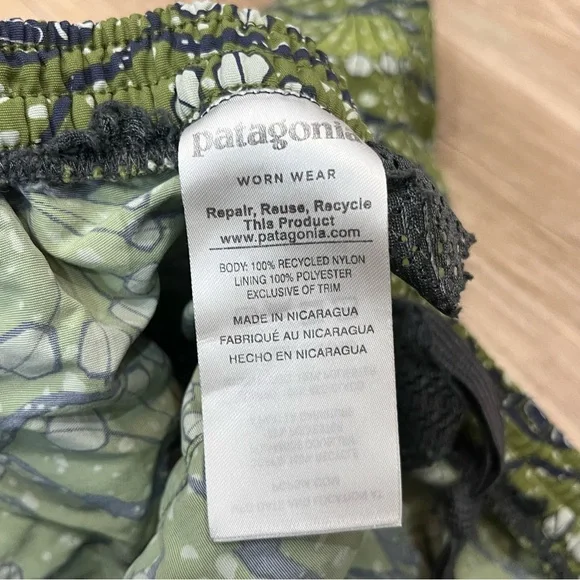 patagonia
WORN WEAR
Repair, Reuse, Recycle
This Product
www.patagonia.com
BODY: 100% RECYCLED NYLON
LINING 100% POLYESTER
EXCLUSIVE OF TRIM
MADE IN NICARAGUA
FABRIQUÉ AU NICARAGUA
HECHO EN NICARAGUA